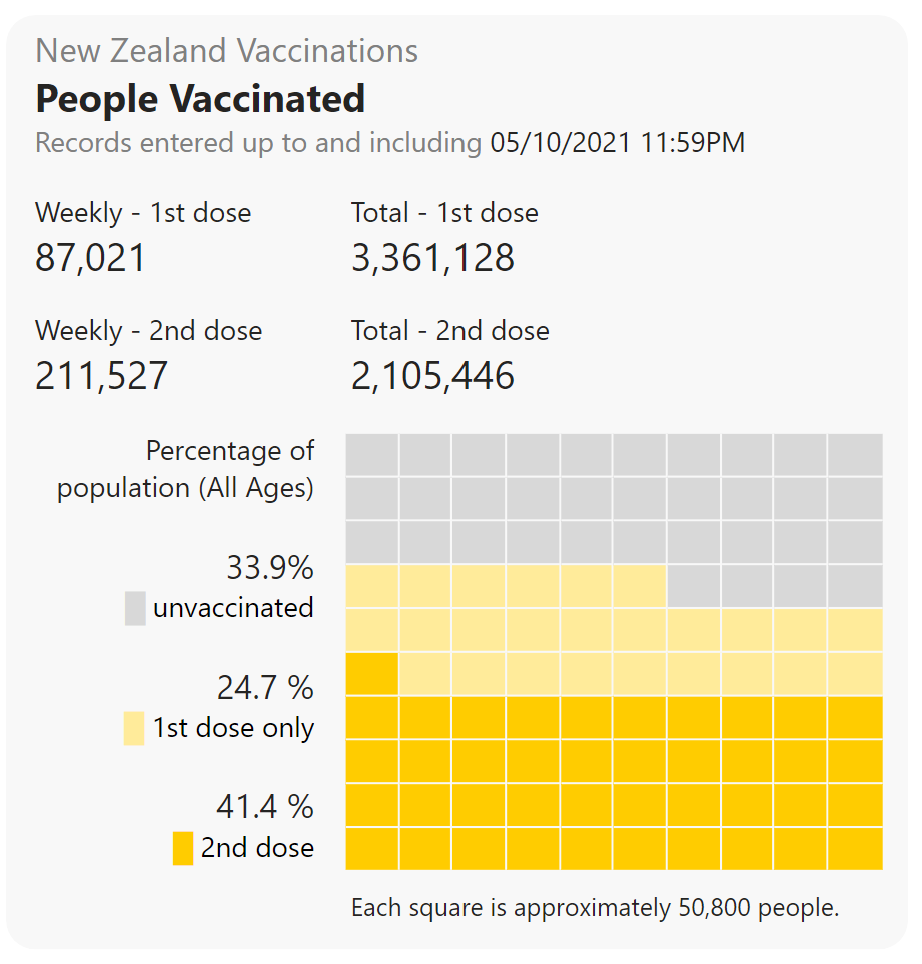 New Zealand Vaccinations
People Vaccinated
Records entered up to and including 05/10/2021 11:59PM
Weekly - 1st dose
87,021
Total - 1st dose
3,361,128
Weekly - 2nd dose
211,527
Total - 2nd dose
2,105,446
Percentage of
population (All Ages)
33.9%
unvaccinated
24.7 %
1st dose only
41.4 %
2nd dose
Each square is approximately 50,800 people.